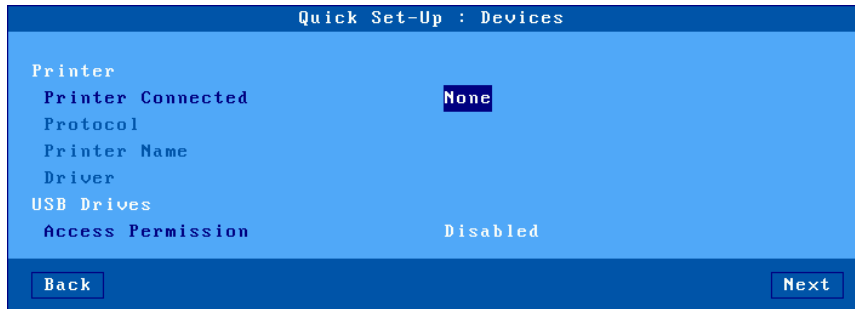 Quick Set-Up : Devices
Printer
Printer Connected None
Protocol
Printer Name
Driver
USB Drives
Access Permission Disabled
Back Next